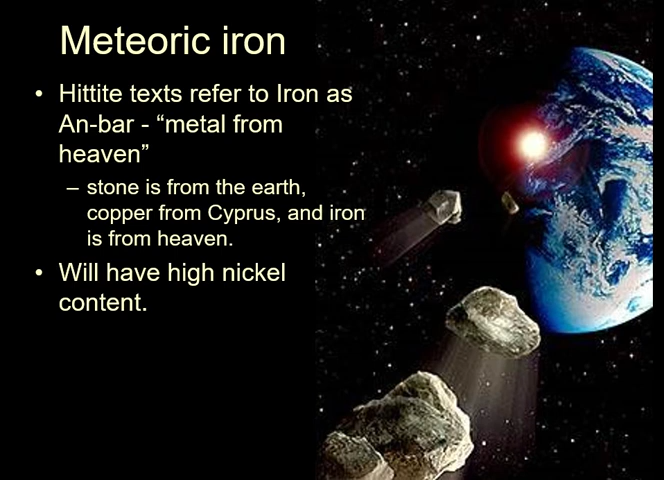 Meteoric iron
• Hittite texts refer to Iron as
An-bar - “metal from
heaven”
– stone is from the earth,
copper from Cyprus, and iron
is from heaven.
• Will have high nickel
content.